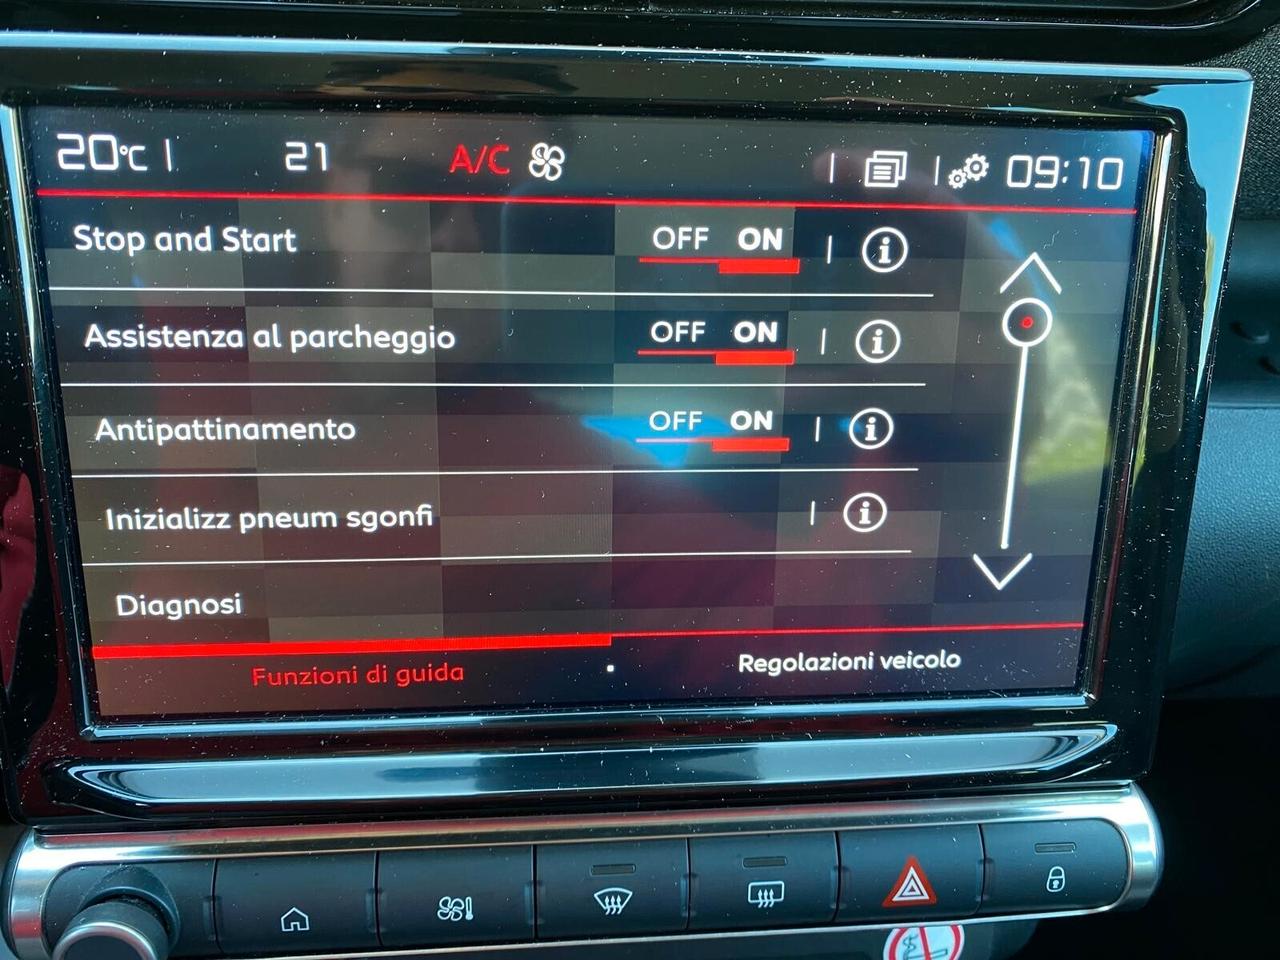 20°C 21 A/C 09:10
Stop and Start OFF ON i
Assistenza al parcheggio OFF ON i
Antipattinamento OFF ON i
Inizializz pneum sgonfi i
Diagnosi
Funzioni di guida Regolazioni veicolo